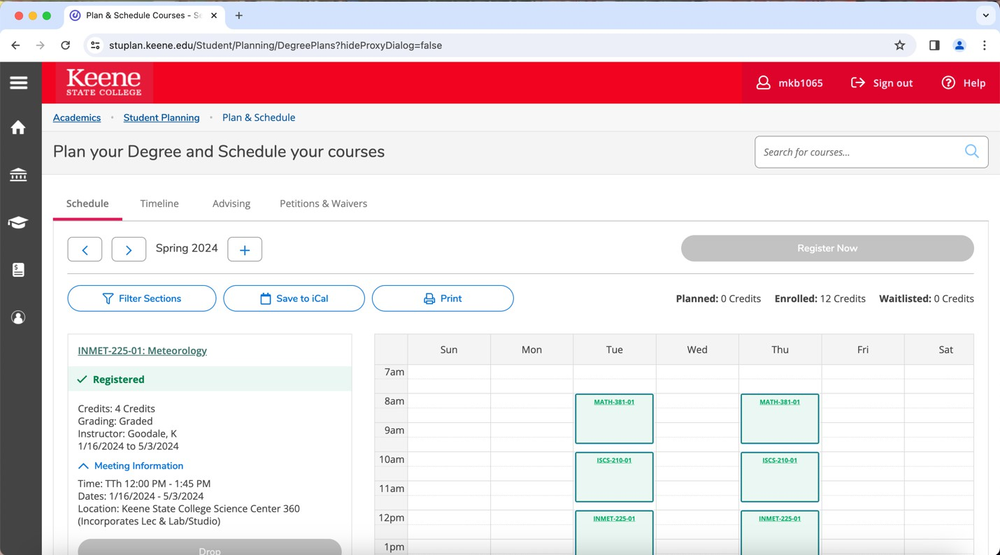 Plan & Schedule Courses - Se
stuplan.keene.edu/Student/Planning/DegreePlans?hideProxyDialog=false
Keene
STATE COLLEGE
mkb1065
Sign out
Help
Academics
Student Planning
Plan & Schedule
Plan your Degree and Schedule your courses
Search for courses...
Schedule
Timeline
Advising
Petitions & Waivers
Spring 2024
Register Now
Filter Sections
Save to iCal
Print
Planned: 0 Credits
Enrolled: 12 Credits
Waitlisted: 0 Credits
INMET-225-01: Meteorology
Registered
Credits: 4 Credits
Grading: Graded
Instructor: Goodale, K
1/16/2024 to 5/3/2024
Meeting Information
Time: TTh 12:00 PM - 1:45 PM
Dates: 1/16/2024 - 5/3/2024
Location: Keene State College Science Center 360
(Incorporates Lec & Lab/Studio)
Drop
Sun Mon Tue Wed Thu Fri Sat
7am
8am
MATH-381-01
MATH-381-01
9am
10am
ISCS-210-01
ISCS-210-01
11am
12pm
INMET-225-01
INMET-225-01
1pm